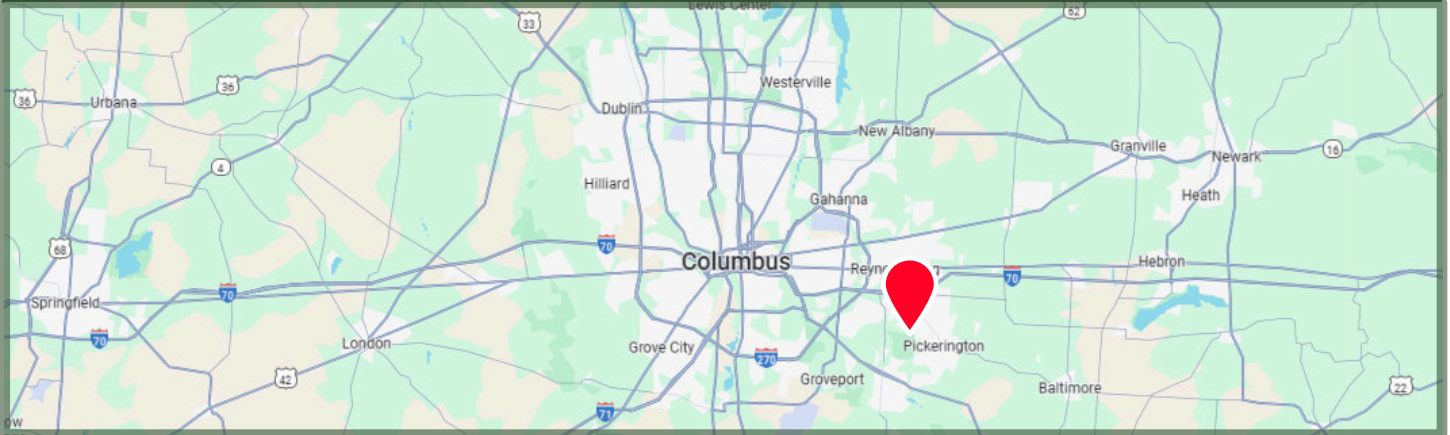 Lewis Center
62
33
Westerville
36
36
Urbana
Dublin
New Albany
Granville
16
Newark
4
Hilliard
Heath
Gahanna
68
70
Columbus
Hebron
70
70
Springfield
70
London
Grove City
Pickerington
270
42
Groveport
Baltimore
22
71
ow